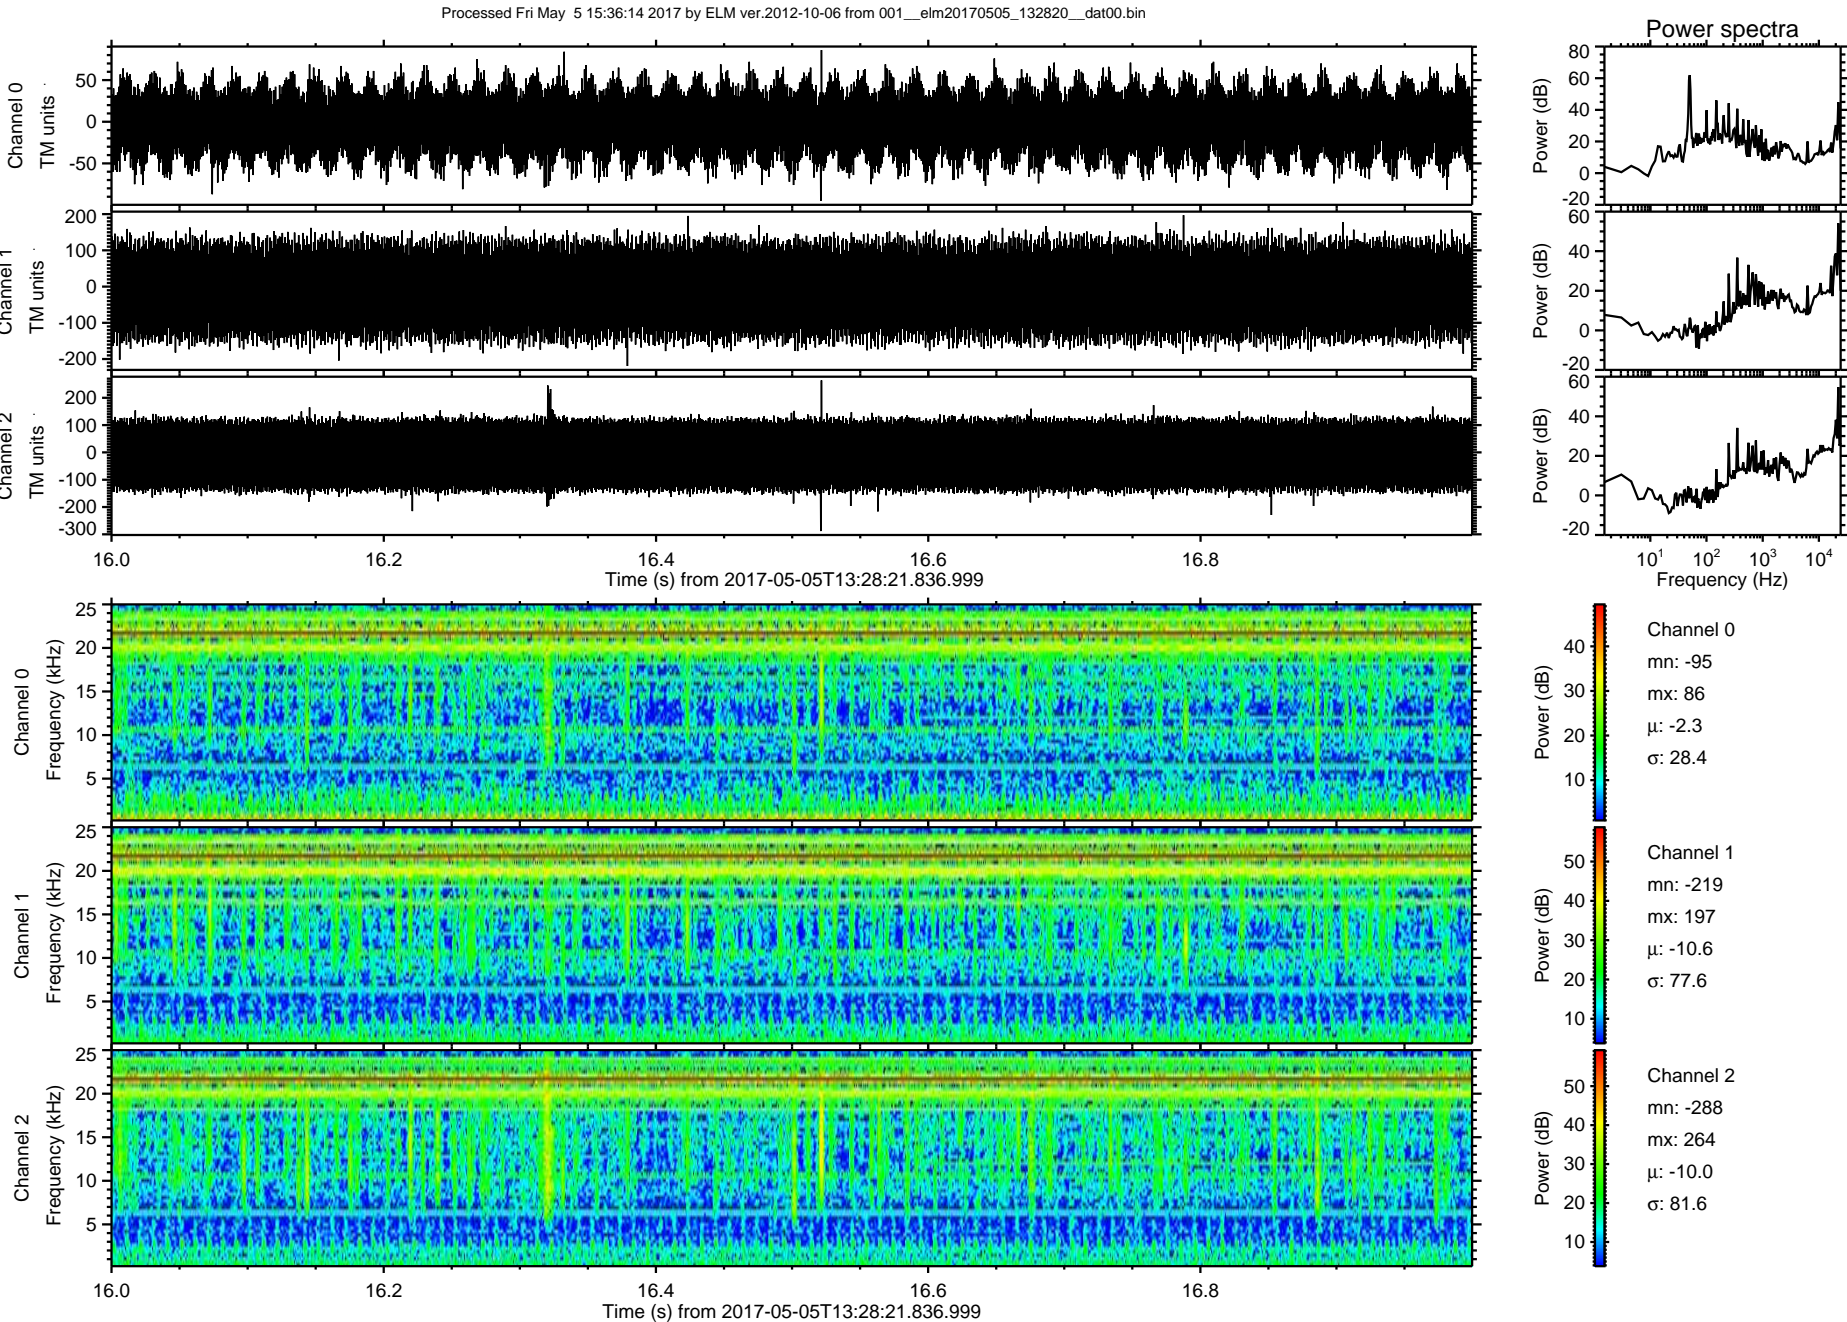 Processed Fri May  5 15:36:14 2017 by ELM ver.2012-10-06 from 001__elm20170505_132820__dat00.bin
Power spectra
Channel 0
TM units
50
0
-50
Power (dB)
80
60
40
20
0
-20
Channel 1
TM units
200
100
0
-100
-200
Power (dB)
60
40
20
0
-20
Channel 2
TM units
200
100
0
-100
-200
-300
Power (dB)
60
40
20
0
-20
16.0 16.2 16.4 16.6 16.8
Time (s) from 2017-05-05T13:28:21.836.999
10^1 10^2 10^3 10^4
Frequency (Hz)
Channel 0
Frequency (kHz)
25
20
15
10
5
Power (dB)
40
30
20
10
Channel 0
mn: -95
mx: 86
μ: -2.3
σ: 28.4
Channel 1
Frequency (kHz)
25
20
15
10
5
Power (dB)
50
40
30
20
10
Channel 1
mn: -219
mx: 197
μ: -10.6
σ: 77.6
Channel 2
Frequency (kHz)
25
20
15
10
5
Power (dB)
50
40
30
20
10
Channel 2
mn: -288
mx: 264
μ: -10.0
σ: 81.6
16.0 16.2 16.4 16.6 16.8
Time (s) from 2017-05-05T13:28:21.836.999